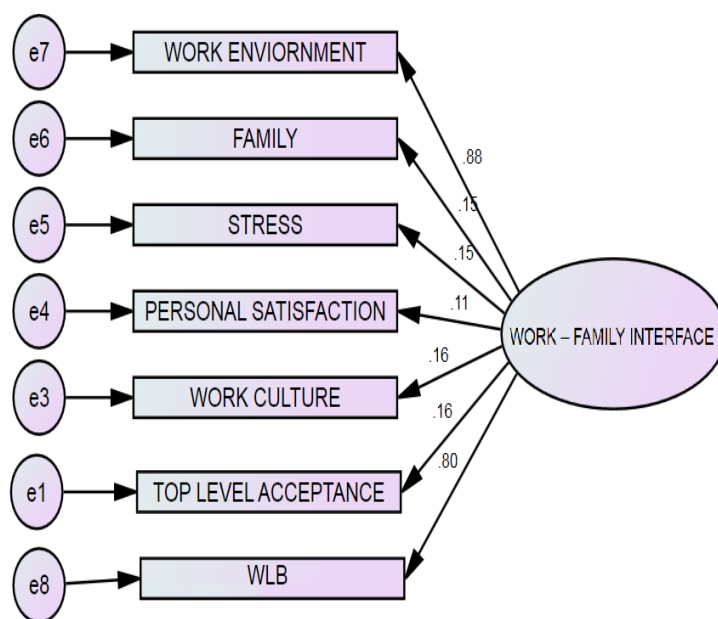 e7
WORK ENVIORNMENT
e6
FAMILY
.88
.15
e5
STRESS
.15
e4
PERSONAL SATISFACTION
.11
WORK – FAMILY INTERFACE
e3
WORK CULTURE
.16
.16
e1
TOP LEVEL ACCEPTANCE
.80
e8
WLB